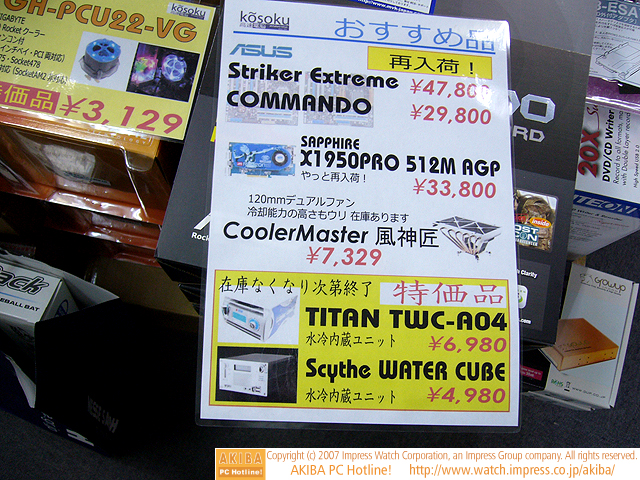 GH-PCU22-VG
kōsoku
GIGABYTE
特価品
¥3,129
kōsoku
おすすめ品
ASUS
再入荷!
Striker Extreme ¥47,800
COMMANDO ¥29,800
SAPPHIRE
X1950PRO 512M AGP
やっと再入荷!
¥33,800
120mmデュアルファン
冷却能力の高さもウリ 在庫あります
CoolerMaster 風神匠
¥7,329
在庫なくなり次第終了 特価品
TITAN TWC-A04
水冷内蔵ユニット ¥6,980
Scythe WATER CUBE
水冷内蔵ユニット ¥4,980
20X
DVD/CD Writer
AKIBA
PC Hotline!
Copyright (c) 2007 Impress Watch Corporation, an Impress Group company. All rights reserved.
AKIBA PC Hotline! http://www.watch.impress.co.jp/akiba/